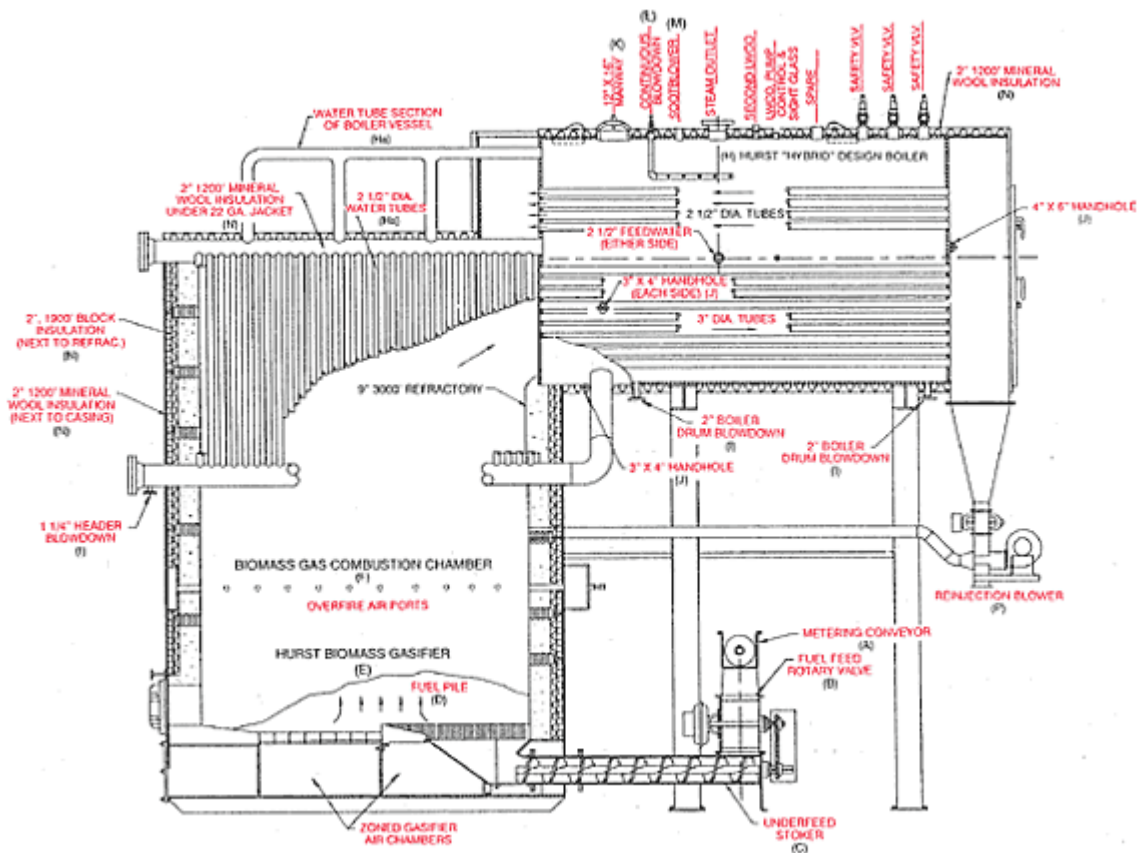 12" X 16"
MANWAY (X)
CONTINUOUS
BLOWDOWN
(L)
SOOTBLOWER
(M)
STEAM OUTLET
SECOND LWCO
LWCO, PUMP
CONTROL &
SIGHT GLASS
SPARE
SAFETY VLV
SAFETY VLV
SAFETY VLV
2" 1200' MINERAL
WOOL INSULATION
(N)
WATER TUBE SECTION
OF BOILER VESSEL
(Ha)
(H) HURST "HYBRID" DESIGN BOILER
2" 1200' MINERAL
WOOL INSULATION
UNDER 22 GA. JACKET
(N)
2 1/2" DIA.
WATER TUBES
(Ha)
2 1/2" DIA. TUBES
4" X 6" HANDHOLE
(J)
2 1/2" FEEDWATER
(EITHER SIDE)
3" X 4" HANDHOLE
(EACH SIDE) (J)
3" DIA. TUBES
2", 1900' BLOCK
INSULATION
(NEXT TO REFRAC.)
(N)
9" 3000' REFRACTORY
2" 1200' MINERAL
WOOL INSULATION
(NEXT TO CASING)
(N)
2" BOILER
DRUM BLOWDOWN
(I)
2" BOILER
DRUM BLOWDOWN
(I)
3" X 4" HANDHOLE
(J)
1 1/4" HEADER
BLOWDOWN
(I)
BIOMASS GAS COMBUSTION CHAMBER
(F)
OVERFIRE AIR PORTS
REINJECTION BLOWER
(P)
HURST BIOMASS GASIFIER
(E)
METERING CONVEYOR
(A)
FUEL FEED
ROTARY VALVE
(B)
FUEL PILE
(D)
ZONED GASIFIER
AIR CHAMBERS
UNDERFEED
STOKER
(C)